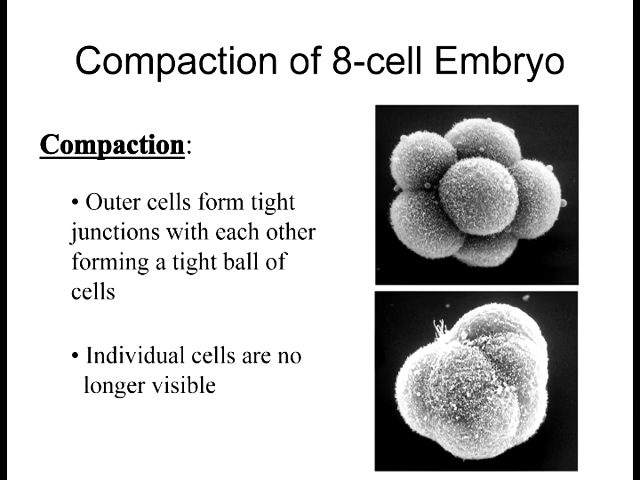 Compaction of 8-cell Embryo
Compaction:
• Outer cells form tight
junctions with each other
forming a tight ball of
cells
• Individual cells are no
longer visible